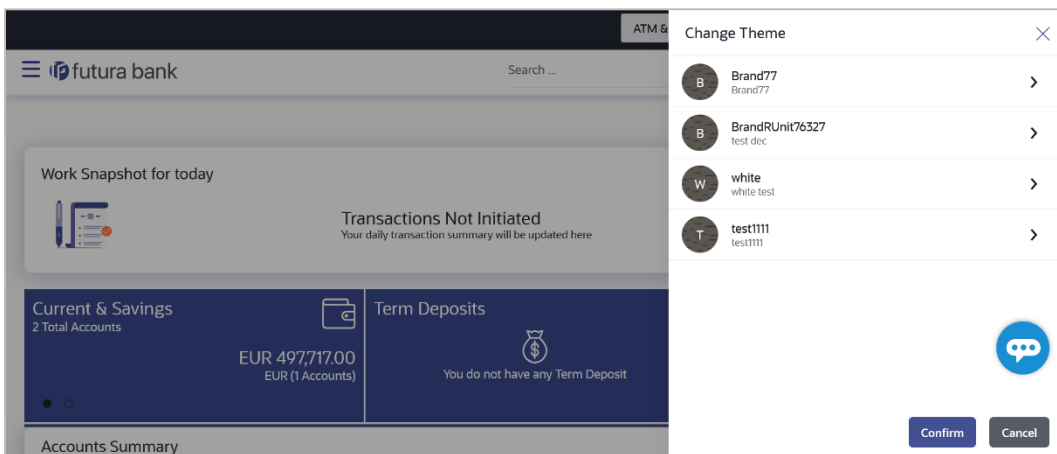 ATM &
Change Theme
futura bank
Search ...
B
Brand77
Brand77
B
BrandRUnit76327
test dec
W
white
white test
T
test1111
test1111
Work Snapshot for today
Transactions Not Initiated
Your daily transaction summary will be updated here
Current & Savings
2 Total Accounts
EUR 497,717.00
EUR (1 Accounts)
Term Deposits
You do not have any Term Deposit
Confirm
Cancel
Accounts Summary